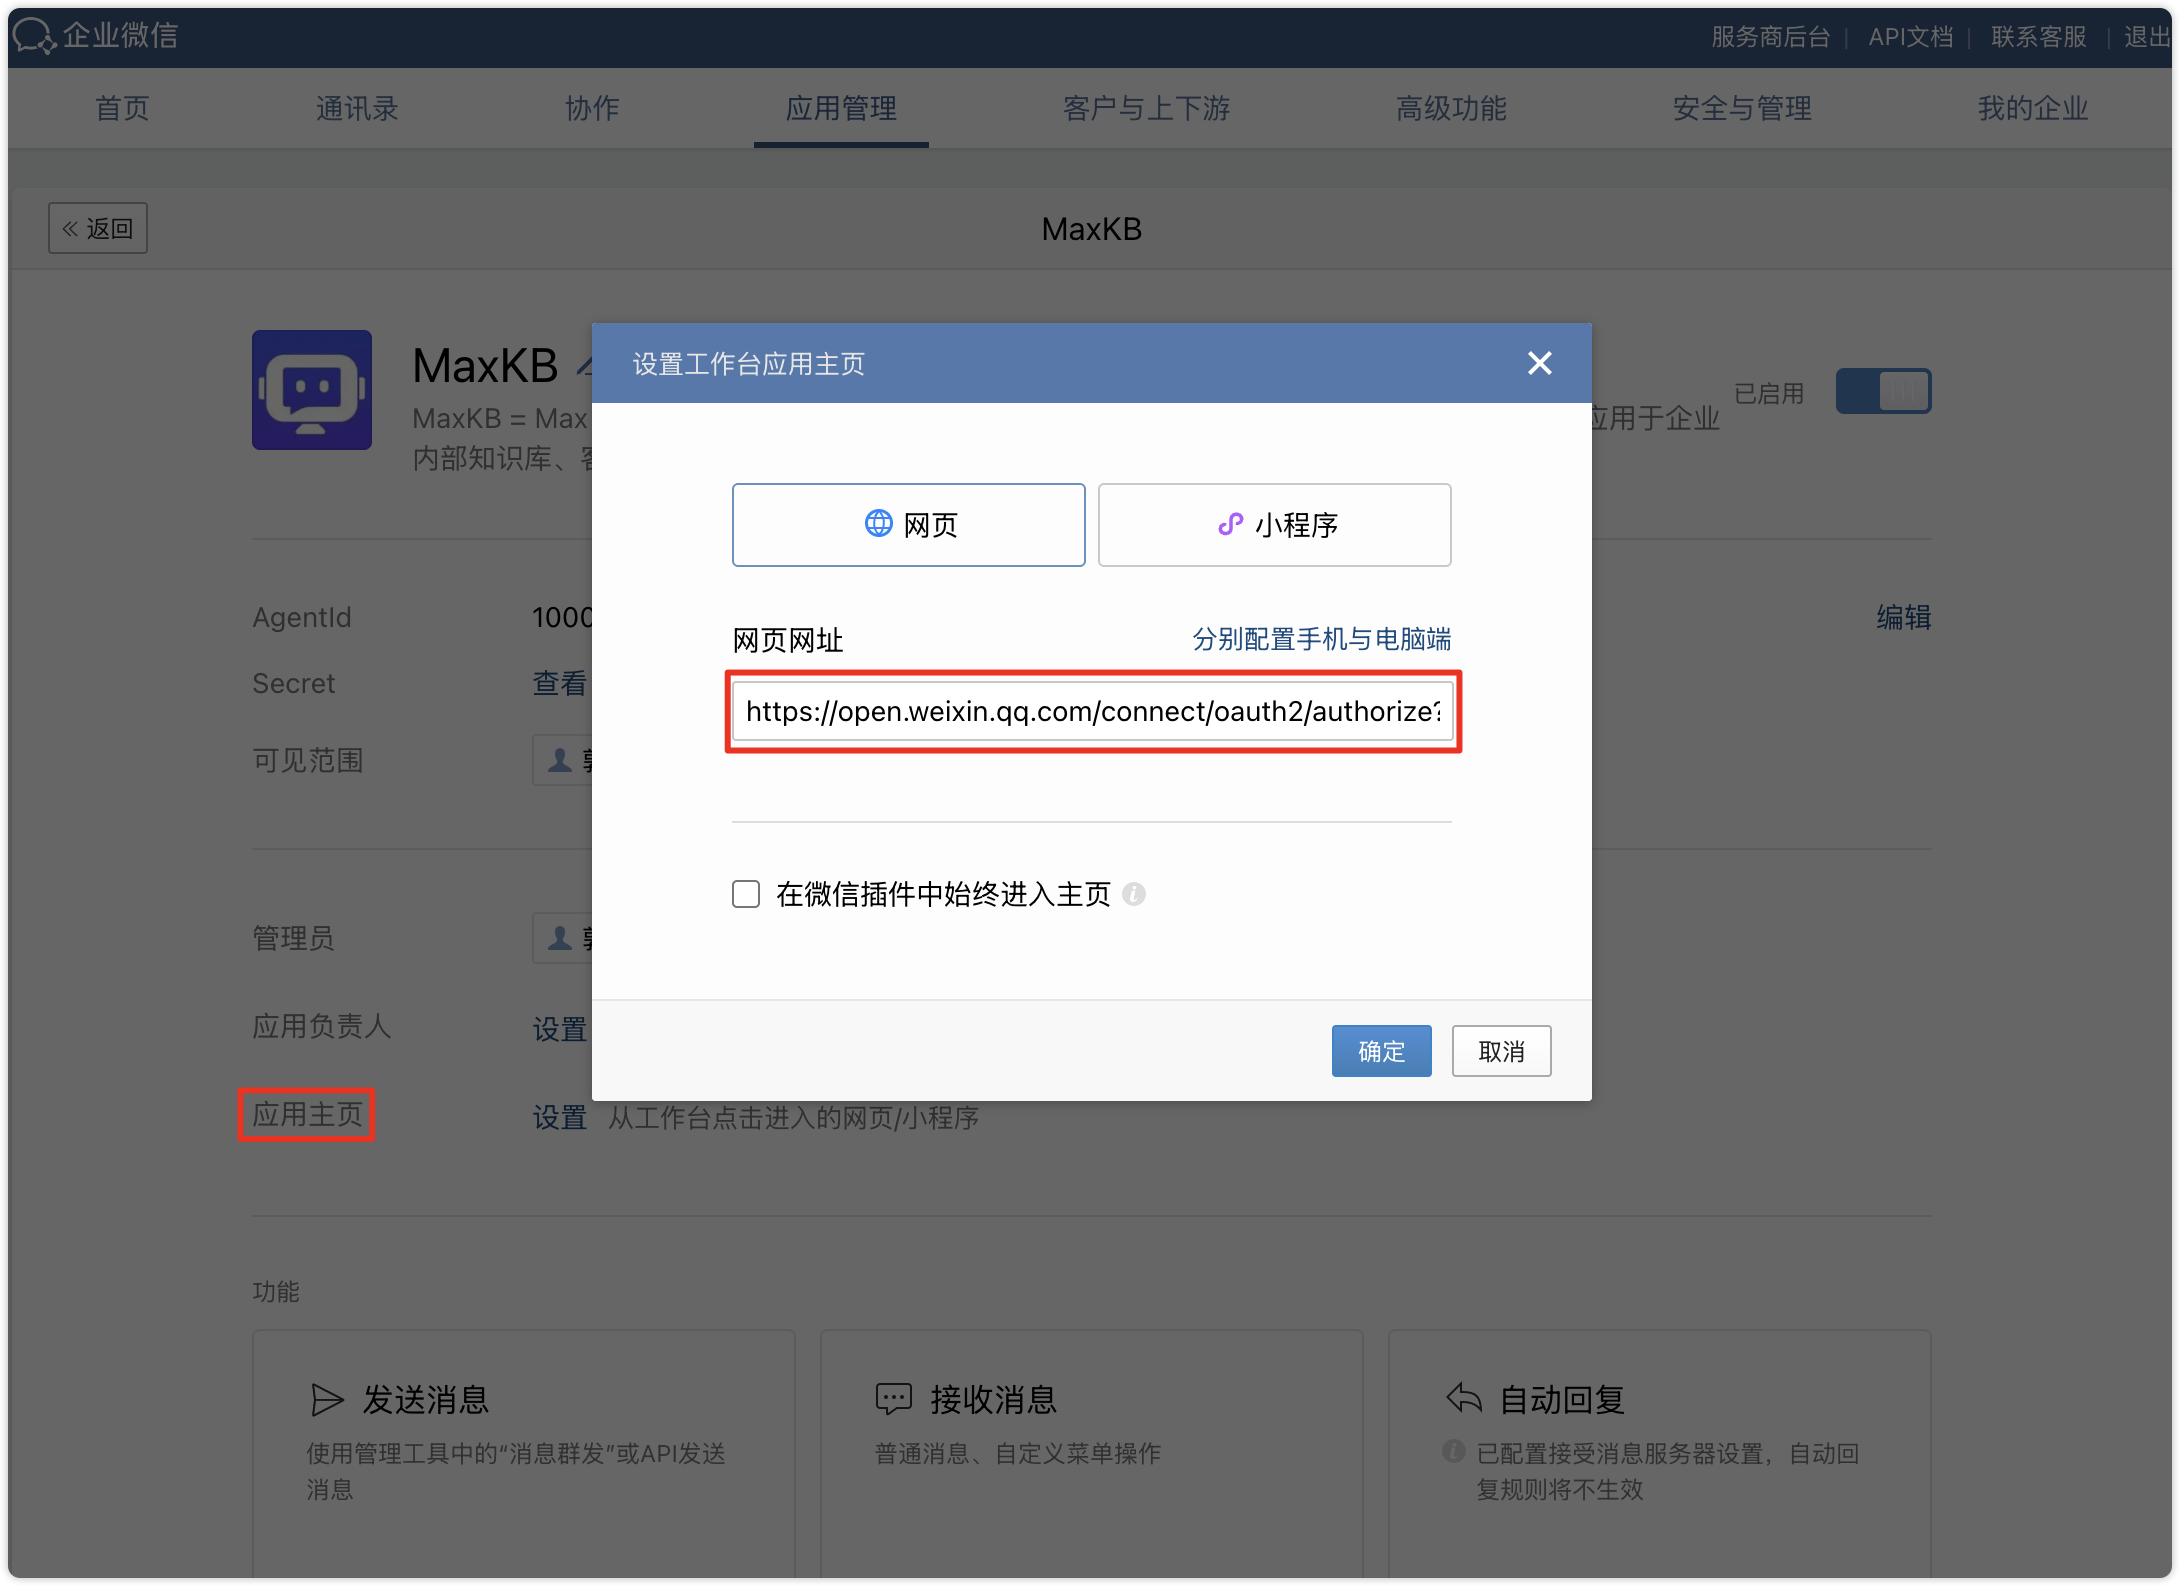 企业微信
服务商后台 | API文档 | 联系客服 | 退出
首页 通讯录 协作 应用管理 客户与上下游 高级功能 安全与管理 我的企业
« 返回
MaxKB
MaxKB
MaxKB = Max
应用于企业
内部知识库、
已启用
设置工作台应用主页
网页
小程序
网页网址
分别配置手机与电脑端
https://open.weixin.qq.com/connect/oauth2/authorize?
在微信插件中始终进入主页
确定
取消
AgentId
1000
编辑
Secret
查看
可见范围
管理员
应用负责人
设置
应用主页
设置 从工作台点击进入的网页/小程序
功能
发送消息
使用管理工具中的“消息群发”或API发送
消息
接收消息
普通消息、自定义菜单操作
自动回复
已配置接受消息服务器设置，自动回
复规则将不生效